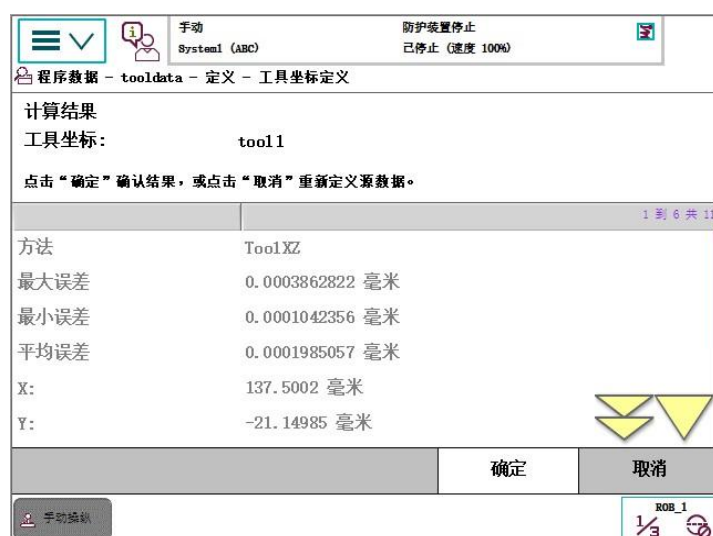 手动
System1 (ABC)
防护装置停止
已停止 (速度 100%)
程序数据 - tooldata - 定义 - 工具坐标定义
计算结果
工具坐标: tool1
点击“确定”确认结果，或点击“取消”重新定义源数据。
1 到 6 共 11
方法 ToolXZ
最大误差 0.0003862822 毫米
最小误差 0.0001042356 毫米
平均误差 0.0001985057 毫米
X: 137.5002 毫米
Y: -21.14985 毫米
确定 取消
手动操纵
ROB_1
1/3